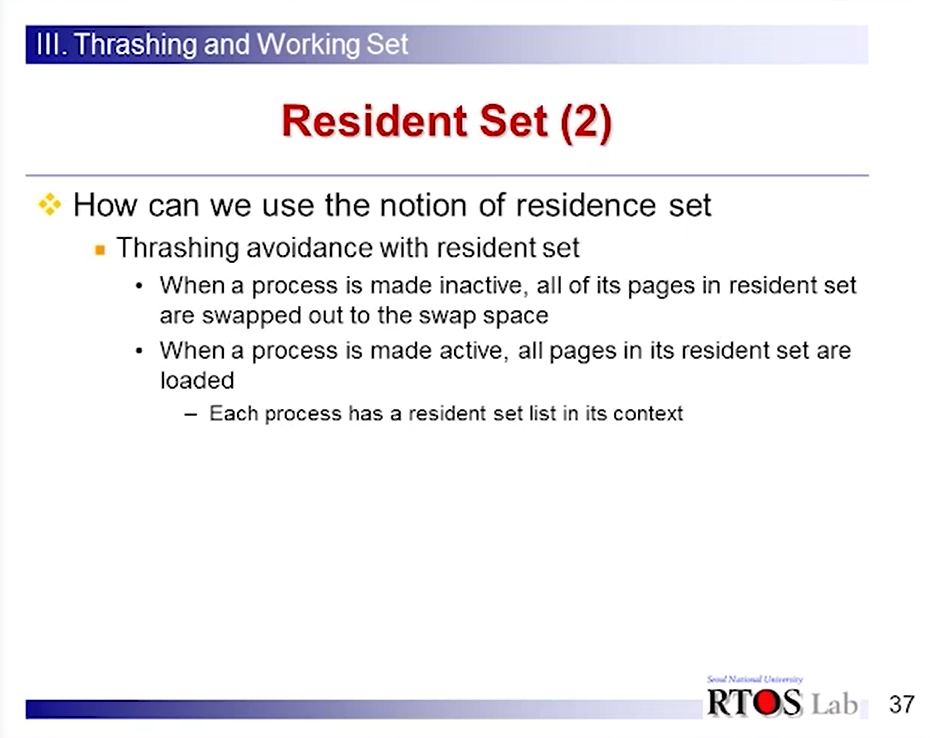 III. Thrashing and Working Set
Resident Set (2)
How can we use the notion of residence set
Thrashing avoidance with resident set
• When a process is made inactive, all of its pages in resident set
are swapped out to the swap space
• When a process is made active, all pages in its resident set are
loaded
– Each process has a resident set list in its context
Seoul National University
RTOS Lab
37